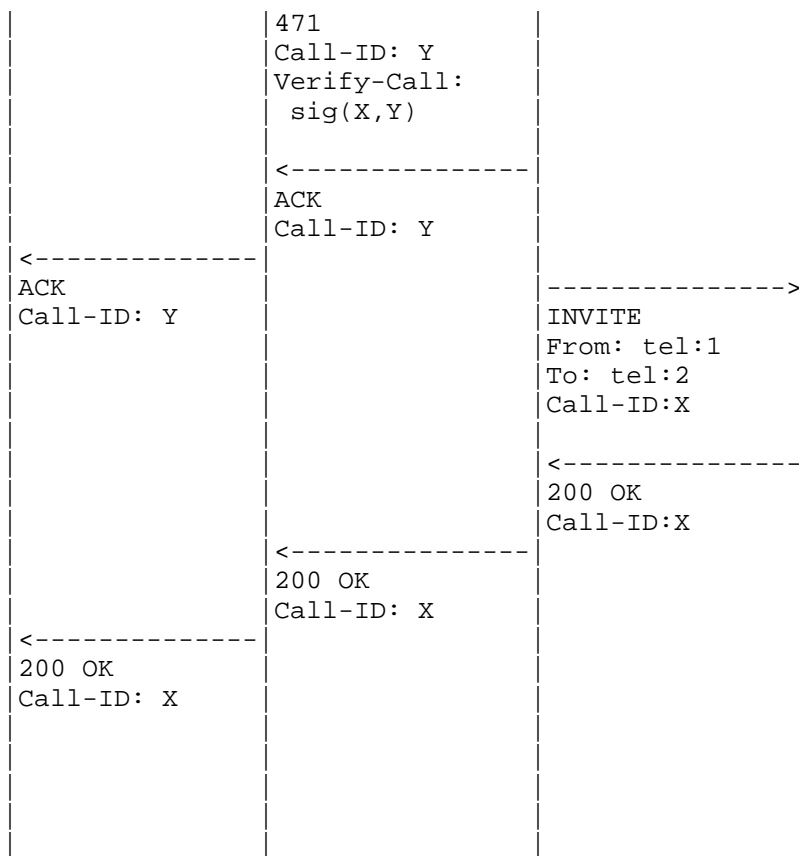 471
Call-ID: Y
Verify-Call:
sig(X,Y)
<---------------
ACK
Call-ID: Y
<--------------
ACK
--------------->
Call-ID: Y
INVITE
From: tel:1
To: tel:2
Call-ID:X
<---------------
200 OK
Call-ID:X
<---------------
200 OK
Call-ID: X
<--------------
200 OK
Call-ID: X